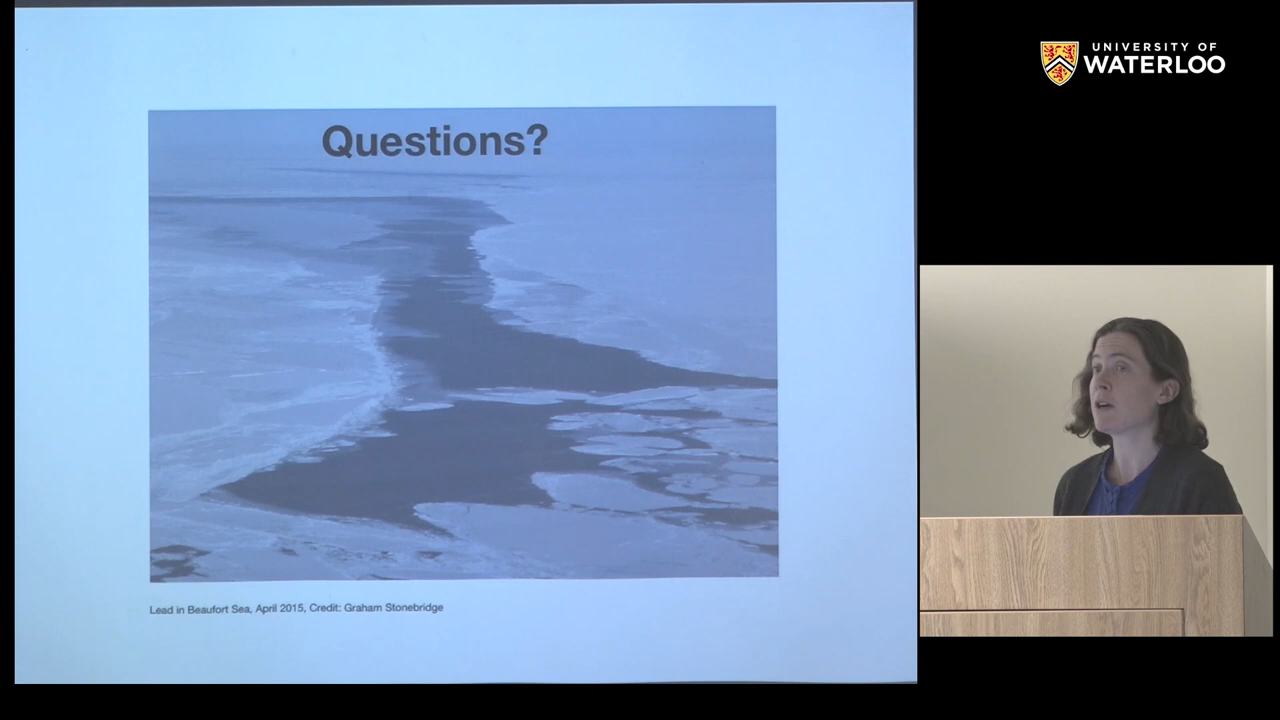 UNIVERSITY OF
WATERLOO
Questions?
Lead in Beaufort Sea, April 2015, Credit: Graham Stonebridge